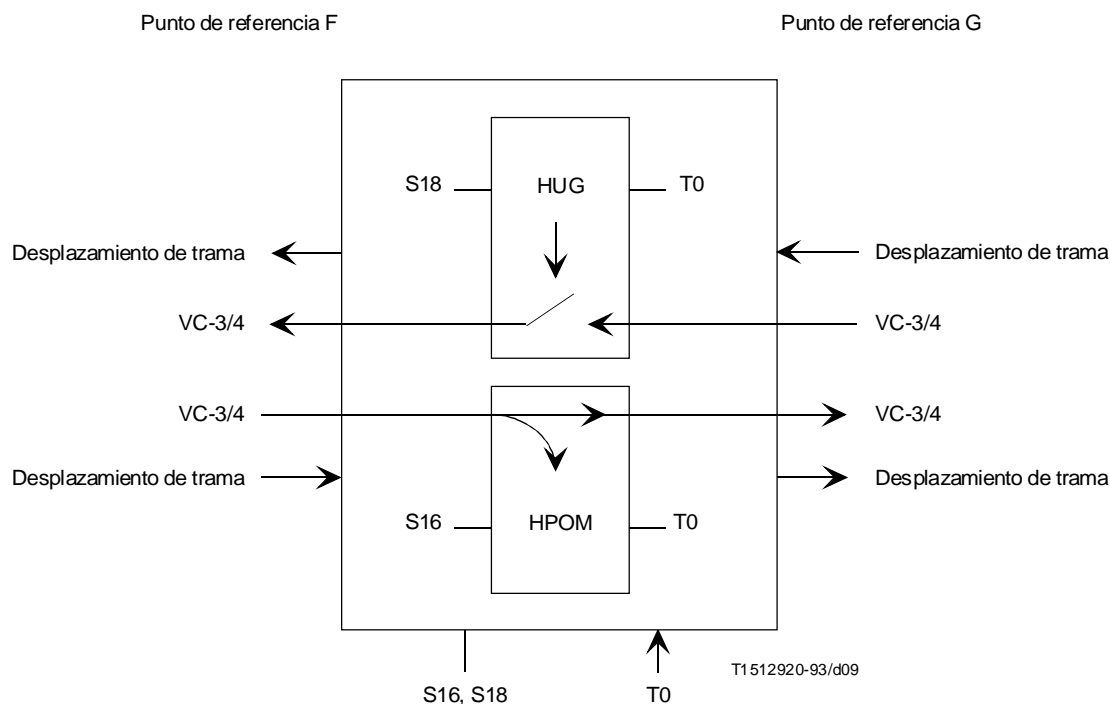 Punto de referencia F
Punto de referencia G
S18
HUG
T0
Desplazamiento de trama
Desplazamiento de trama
VC-3/4
VC-3/4
VC-3/4
VC-3/4
Desplazamiento de trama
Desplazamiento de trama
S16
HPOM
T0
T1512920-93/d09
S16, S18
T0